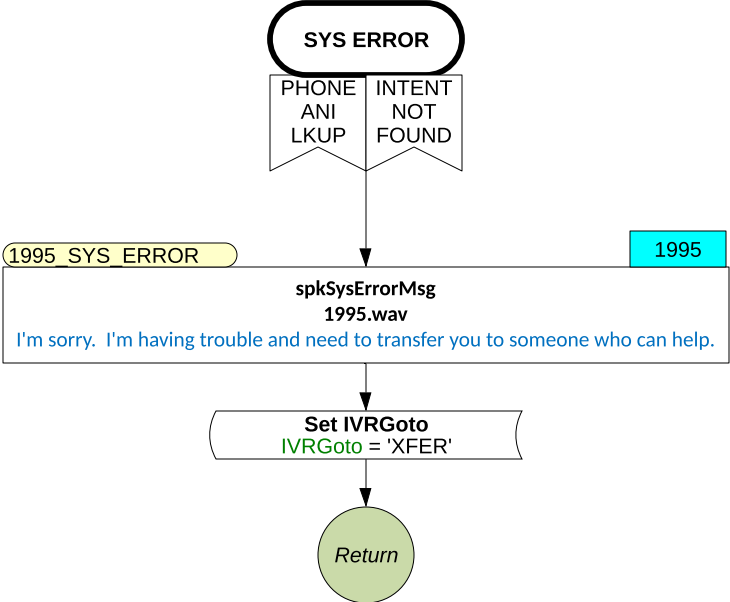 SYS ERROR
PHONE
ANI
LKUP
INTENT
NOT
FOUND
1995_SYS_ERROR
1995
spkSysErrorMsg
1995.wav
I'm sorry.  I'm having trouble and need to transfer you to someone who can help.
Set IVRGoto
IVRGoto = 'XFER'
Return